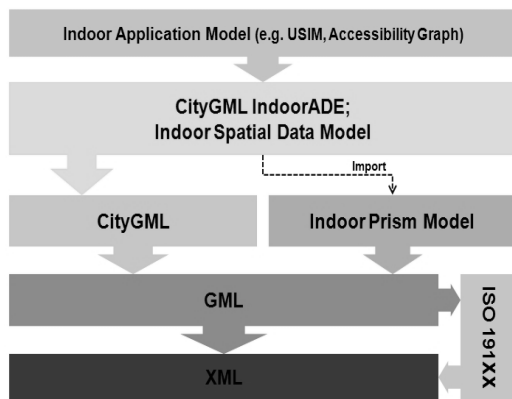 Indoor Application Model (e.g. USIM, Accessibility Graph)
CityGML IndoorADE;
Indoor Spatial Data Model
Import
CityGML
Indoor Prism Model
GML
ISO 191XX
XML